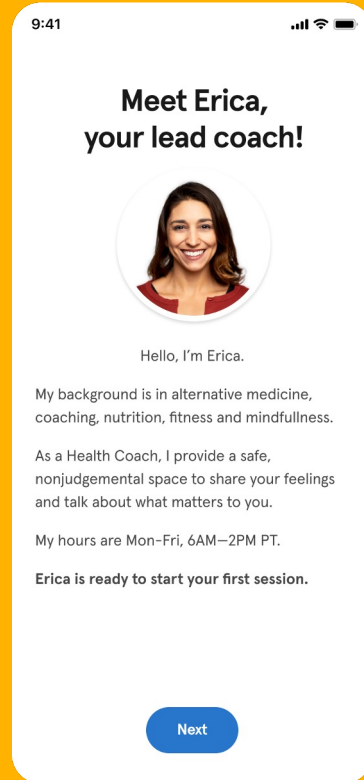 9:41
Meet Erica,
your lead coach!
Hello, I’m Erica.
My background is in alternative medicine,
coaching, nutrition, fitness and mindfullness.
As a Health Coach, I provide a safe,
nonjudgemental space to share your feelings
and talk about what matters to you.
My hours are Mon-Fri, 6AM—2PM PT.
Erica is ready to start your first session.
Next